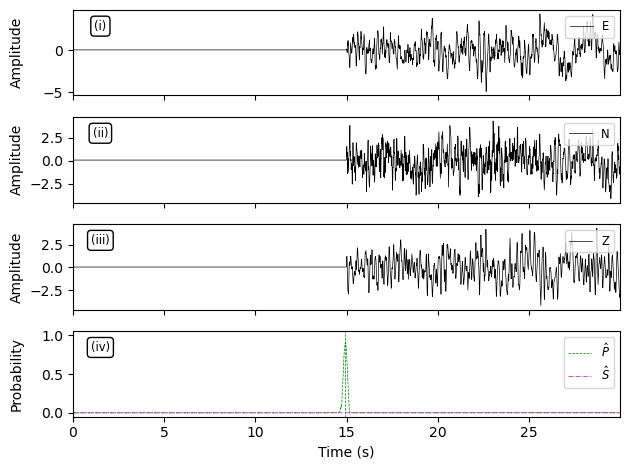 (i)
E
Amplitude
0
−5
(ii)
N
Amplitude
2.5
0.0
−2.5
(iii)
Z
Amplitude
2.5
0.0
−2.5
(iv)
P̂
Ŝ
Probability
1.0
0.5
0.0
0 5 10 15 20 25
Time (s)